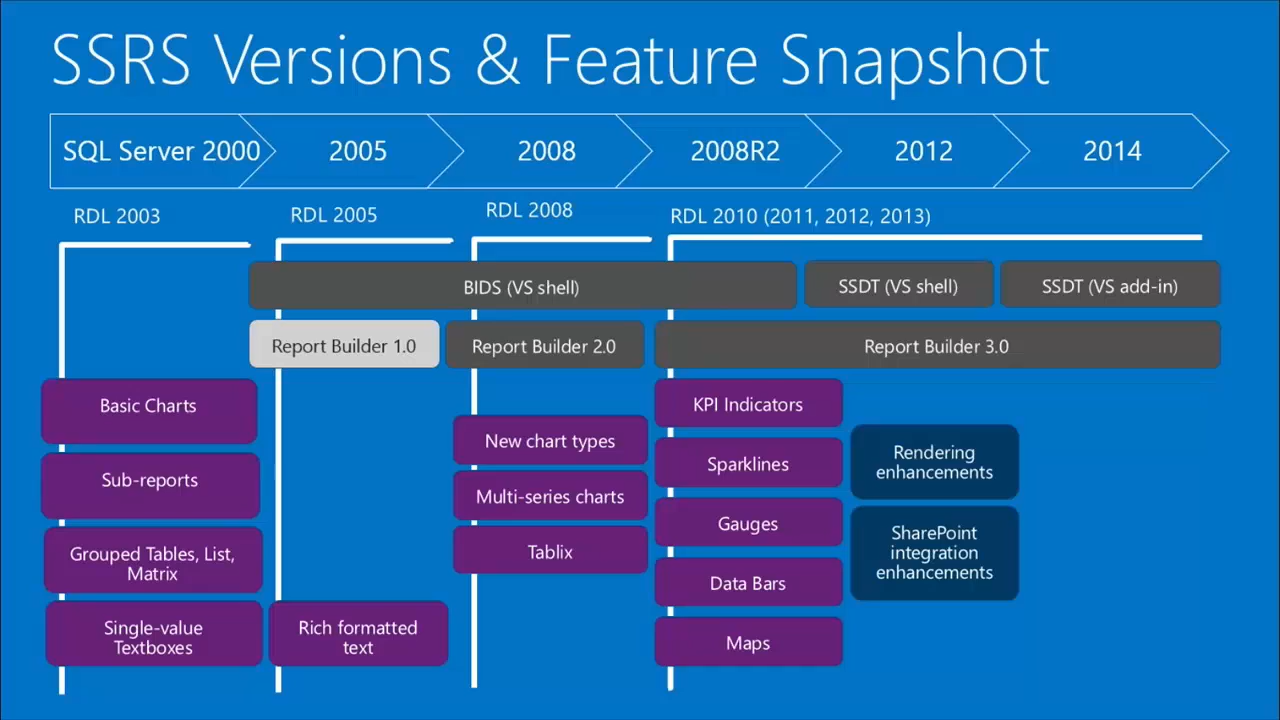 SSRS Versions & Feature Snapshot
SQL Server 2000
2005
2008
2008R2
2012
2014
RDL 2003
RDL 2005
RDL 2008
RDL 2010 (2011, 2012, 2013)
BIDS (VS shell)
SSDT (VS shell)
SSDT (VS add-in)
Report Builder 1.0
Report Builder 2.0
Report Builder 3.0
Basic Charts
Sub-reports
Grouped Tables, List,
Matrix
Single-value
Textboxes
Rich formatted
text
New chart types
Multi-series charts
Tablix
KPI Indicators
Sparklines
Gauges
Data Bars
Maps
Rendering
enhancements
SharePoint
integration
enhancements